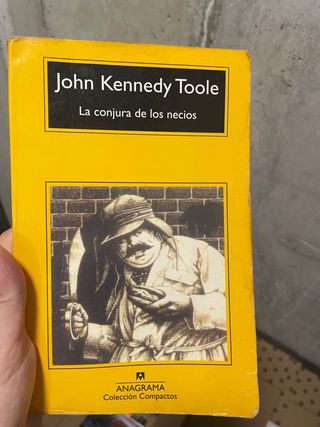 John Kennedy Toole
La conjura de los necios
ANAGRAMA
Colección Compactos